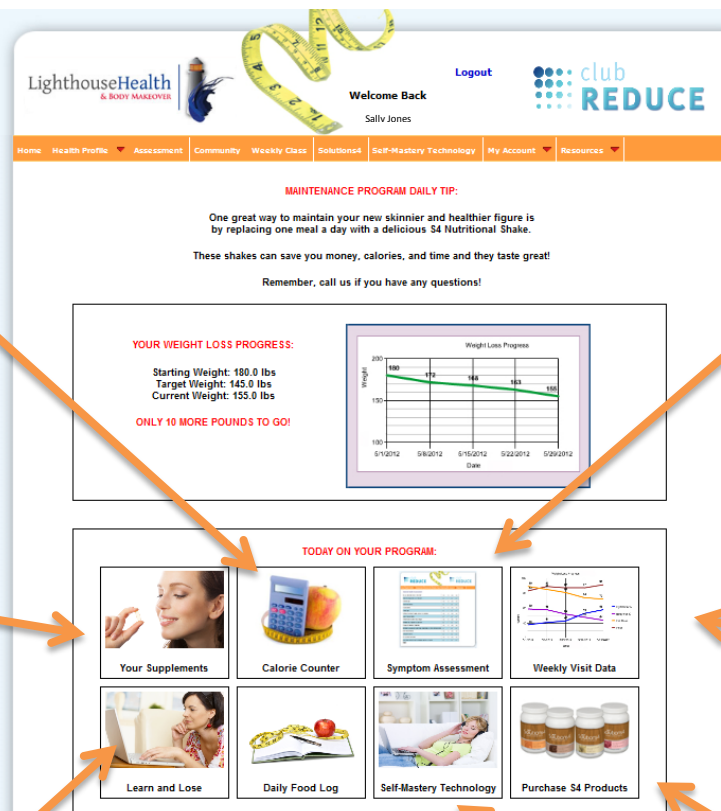 LighthouseHealth
& BODY MAKEOVER
Logout
Welcome Back
Sally Jones
club
REDUCE
Home Health Profile Assessment Community Weekly Class Solutions4 Self-Mastery Technology My Account Resources
MAINTENANCE PROGRAM DAILY TIP:
One great way to maintain your new skinnier and healthier figure is
by replacing one meal a day with a delicious S4 Nutritional Shake.
These shakes can save you money, calories, and time and they taste great!
Remember, call us if you have any questions!
YOUR WEIGHT LOSS PROGRESS:
Starting Weight: 180.0 lbs
Target Weight: 145.0 lbs
Current Weight: 155.0 lbs
ONLY 10 MORE POUNDS TO GO!
Weight Loss Progress
Weight
200
150
100
180 172 168 163 155
5/1/2012 5/8/2012 5/15/2012 5/22/2012 5/29/2012
Date
TODAY ON YOUR PROGRAM:
REDUCE REDUCE
Your Supplements Calorie Counter Symptom Assessment Weekly Visit Data
Learn and Lose Daily Food Log Self-Mastery Technology Purchase S4 Products